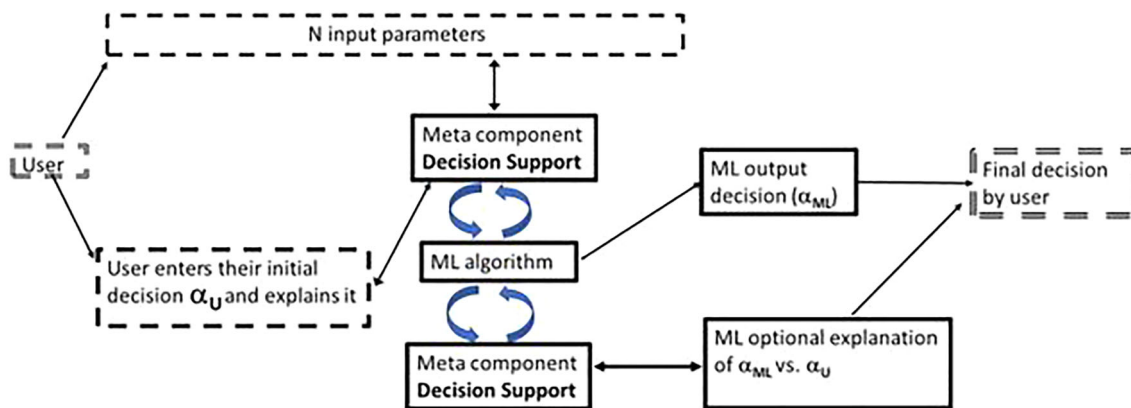 N input parameters
Meta component
Decision Support
User
ML output
decision (αML)
Final decision
by user
ML algorithm
User enters their initial
decision αU and explains it
ML optional explanation
of αML vs. αU
Meta component
Decision Support